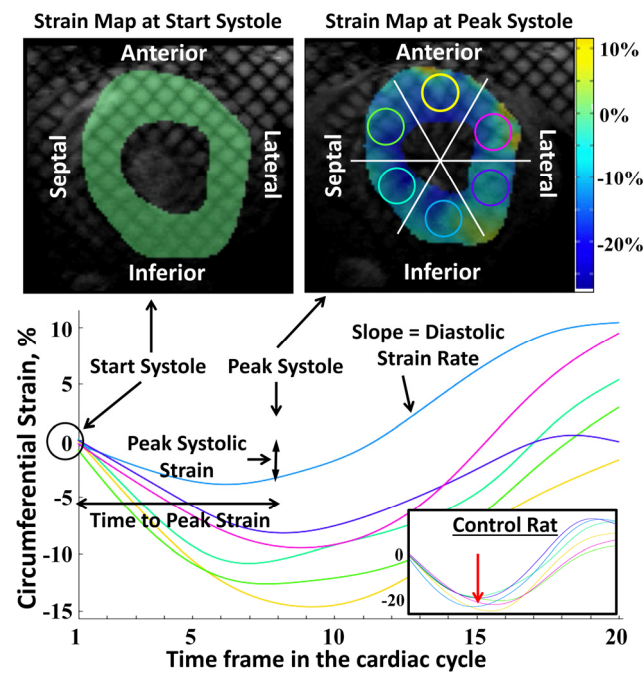 Strain Map at Start Systole
Strain Map at Peak Systole
Anterior
Septal
Lateral
Inferior
Anterior
Septal
Lateral
Inferior
10%
0%
-10%
-20%
Circumferential Strain, %
10
5
0
-5
-10
-15
Start Systole
Peak Systole
Slope = Diastolic
Strain Rate
Peak Systolic
Strain
Time to Peak Strain
Control Rat
0
-20
1
5
10
15
20
Time frame in the cardiac cycle